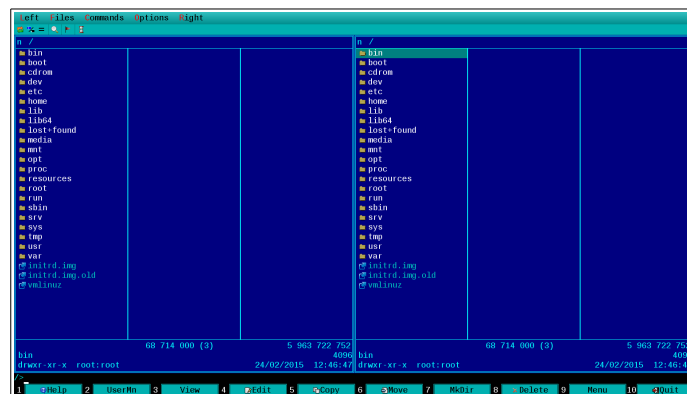 Left Files Commands Options Right
n /
n /
bin
boot
cdrom
dev
etc
home
lib
lib64
lost+found
media
mnt
opt
proc
resources
root
run
sbin
srv
sys
tmp
usr
var
initrd.img
initrd.img.old
vmlinuz
68 714 000 (3) 5 963 722 752
bin 4096
drwxr-xr-x root:root 24/02/2015 12:46:47
bin
boot
cdrom
dev
etc
home
lib
lib64
lost+found
media
mnt
opt
proc
resources
root
run
sbin
srv
sys
tmp
usr
var
initrd.img
initrd.img.old
vmlinuz
68 714 000 (3) 5 963 722 752
bin 409
drwxr-xr-x root:root 24/02/2015 12:46:4
/>
1 Help 2 UserMn 3 View 4 Edit 5 Copy 6 Move 7 MkDir 8 Delete 9 Menu 10 Quit